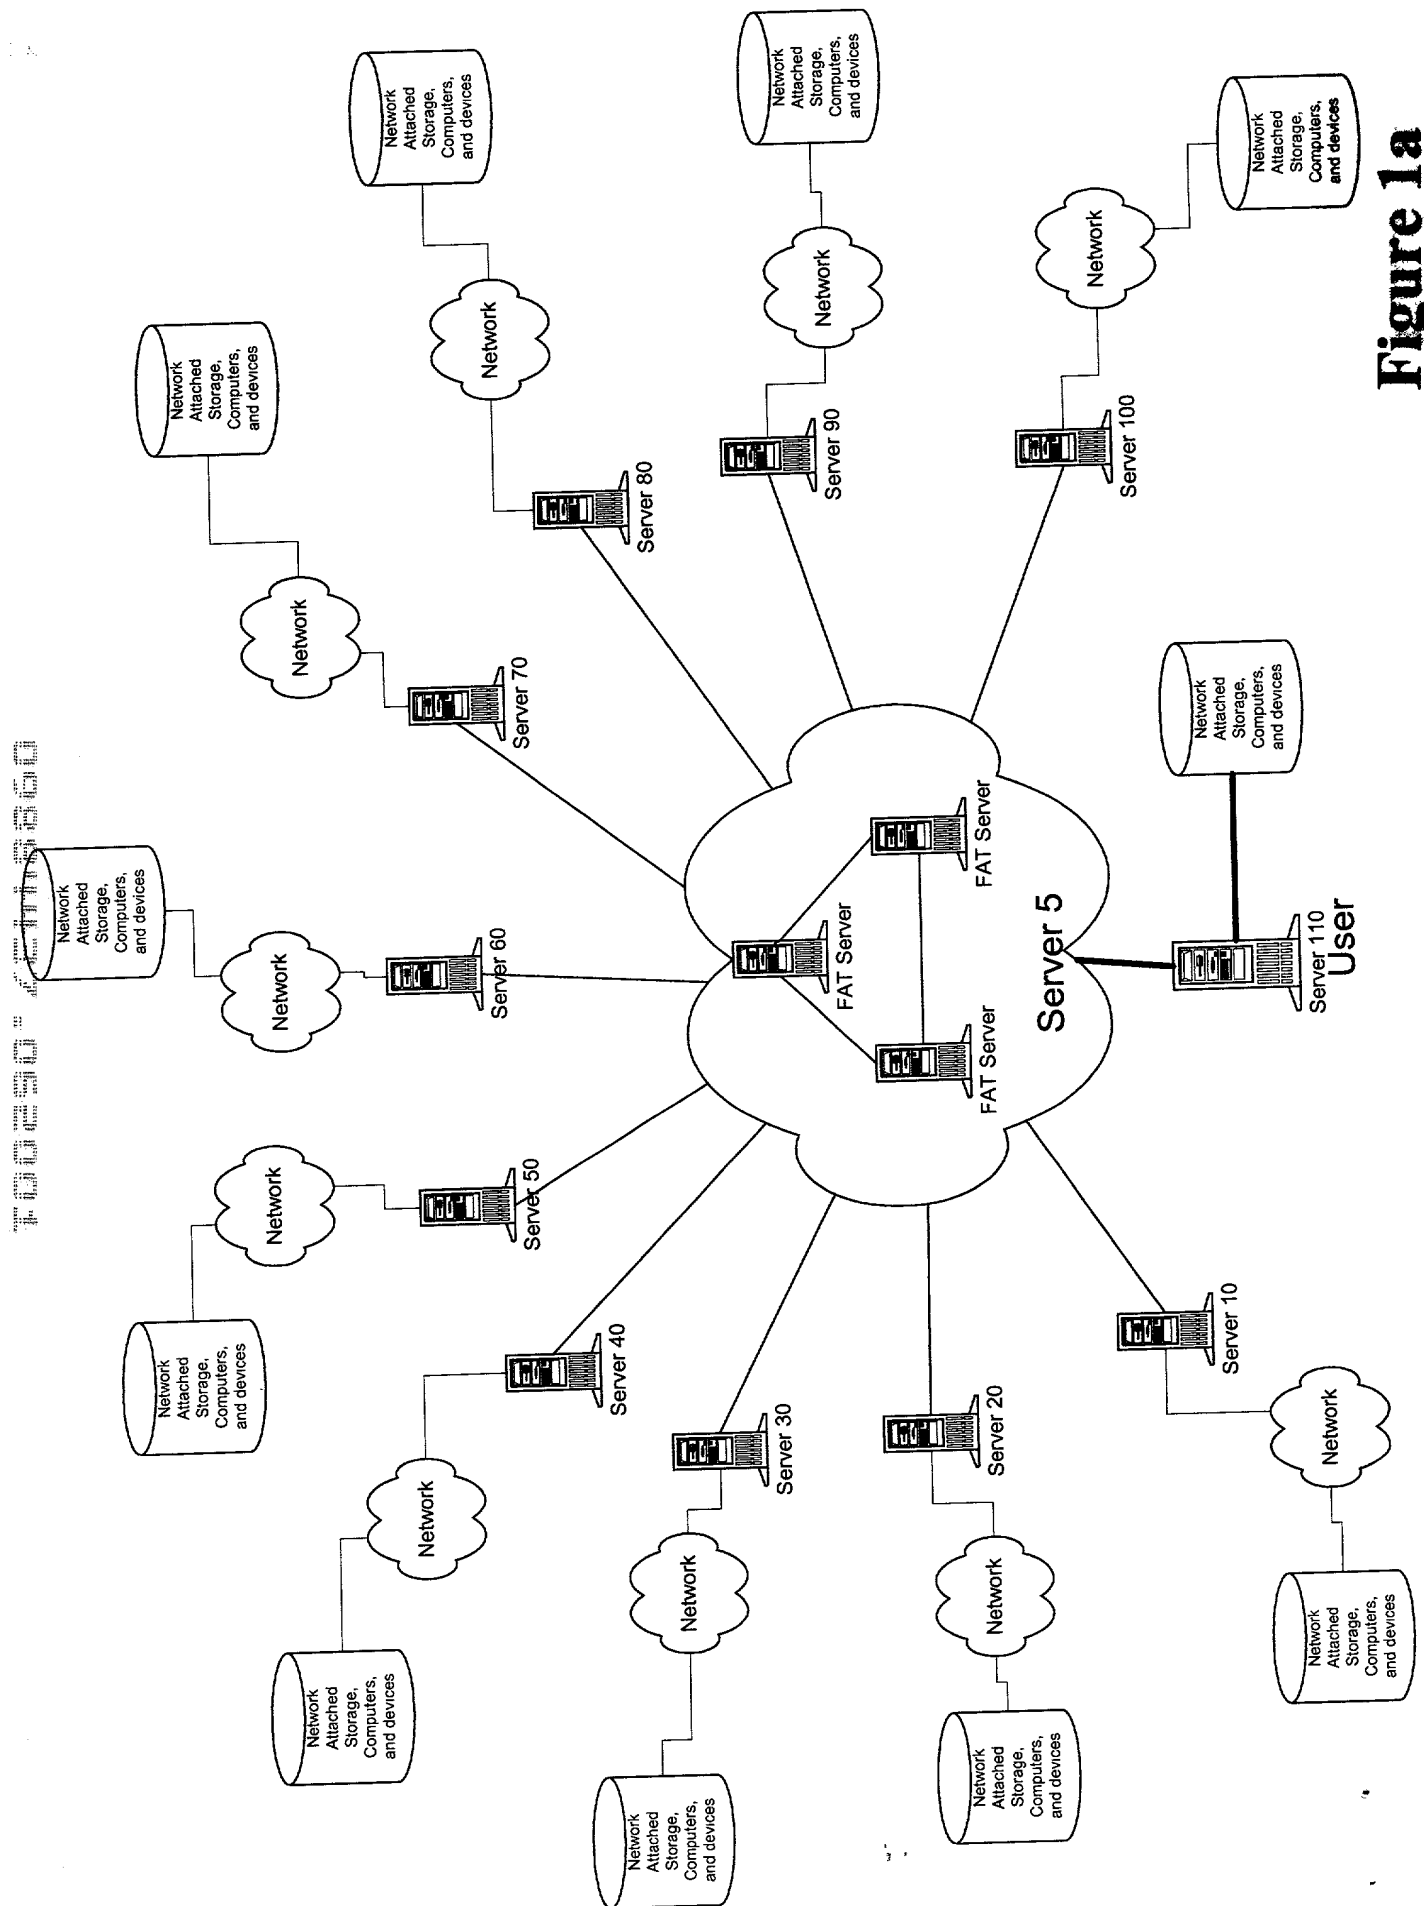 Network
Attached
Storage,
Computers,
and devices
Network
Attached
Storage,
Computers,
and devices
Network
Attached
Storage,
Computers,
and devices
Network
Network
Network
Network
Attached
Storage,
Computers,
and devices
Network
Attached
Storage,
Computers,
and devices
Network
Network
Server 50
Server 60
Server 70
Server 40
Server 80
Network
Attached
Storage,
Computers,
and devices
Network
Server 30
Network
Attached
Storage,
Computers,
and devices
Network
Server 90
FAT Server
FAT Server
FAT Server
Network
Attached
Storage,
Computers,
and devices
Network
Server 20
Server 5
Network
Server 100
Network
Attached
Storage,
Computers,
and devices
Server 10
Network
Attached
Storage,
Computers,
and devices
Network
Attached
Storage,
Computers,
and devices
Network
Server 110
User
Figure 1a